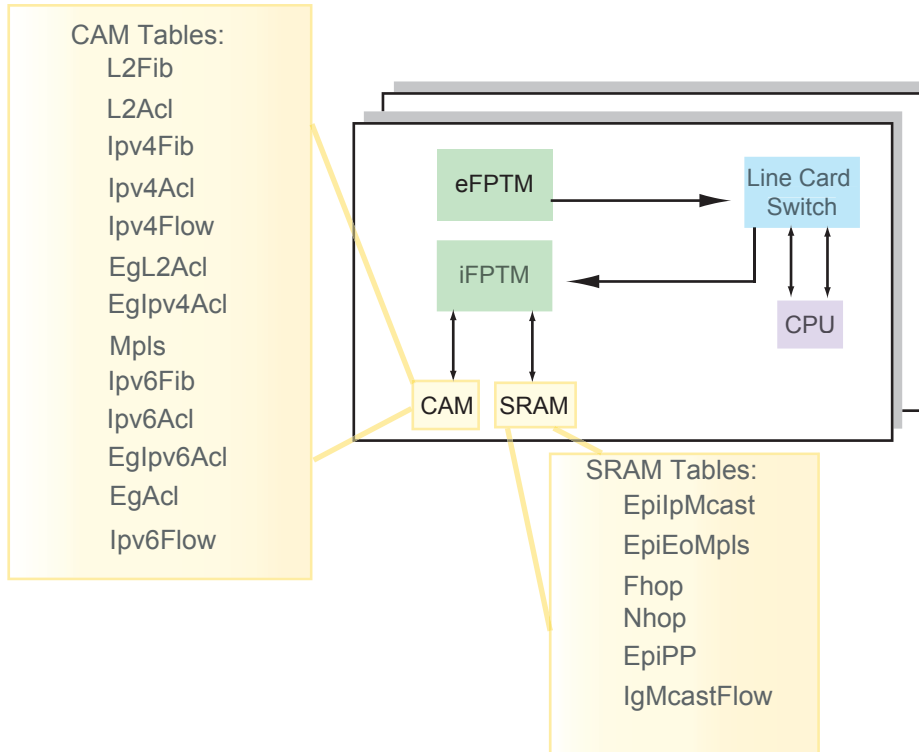 CAM Tables:
L2Fib
L2Acl
Ipv4Fib
Ipv4Acl
Ipv4Flow
EgL2Acl
EgIpv4Acl
Mpls
Ipv6Fib
Ipv6Acl
EgIpv6Acl
EgAcl
Ipv6Flow
eFPTM
Line Card
Switch
iFPTM
CPU
CAM
SRAM
SRAM Tables:
EpiIpMcast
EpiEoMpls
Fhop
Nhop
EpiPP
IgMcastFlow